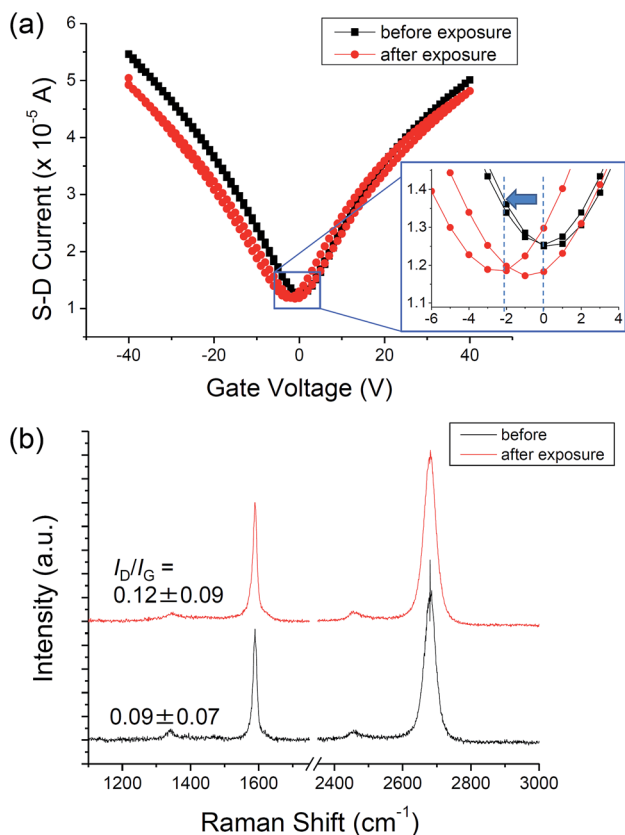 (a)
before exposure
after exposure
S-D Current (x 10⁻⁵ A)
6
5
4
3
2
1
-40
-20
0
20
40
Gate Voltage (V)
1.4
1.3
1.2
1.1
-6
-4
-2
0
2
4
(b)
before
after exposure
Intensity (a.u.)
I_D/I_G =
0.12±0.09
0.09±0.07
1200
1400
1600
2400
2600
2800
3000
Raman Shift (cm⁻¹)